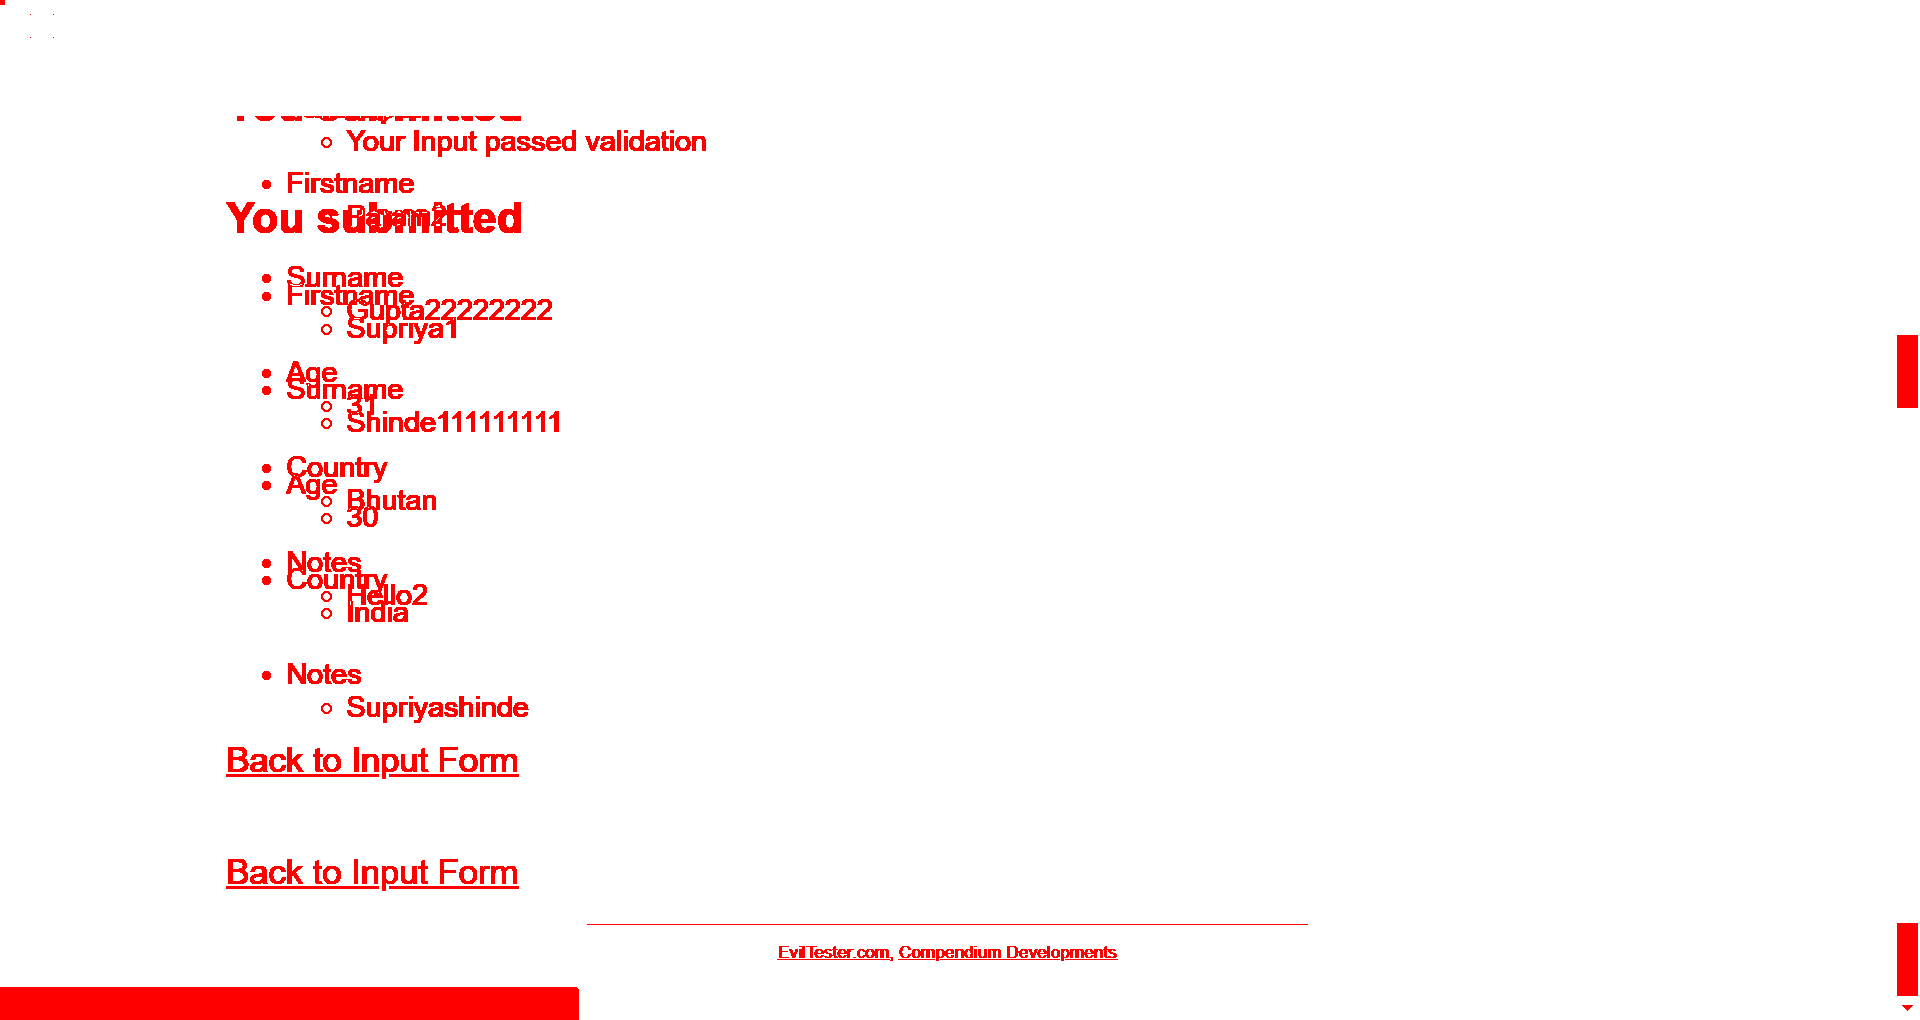 You submitted
Your Input passed validation
Firstname
You submitted
Surname
Firstname
Gupta22222222
Supriya1
Age
Surname
31
Shinde111111111
Country
Age
Bhutan
30
Notes
Country
Hello2
India
Notes
Supriyashinde
Back to Input Form
Back to Input Form
EvilTester.com, Compendium Developments